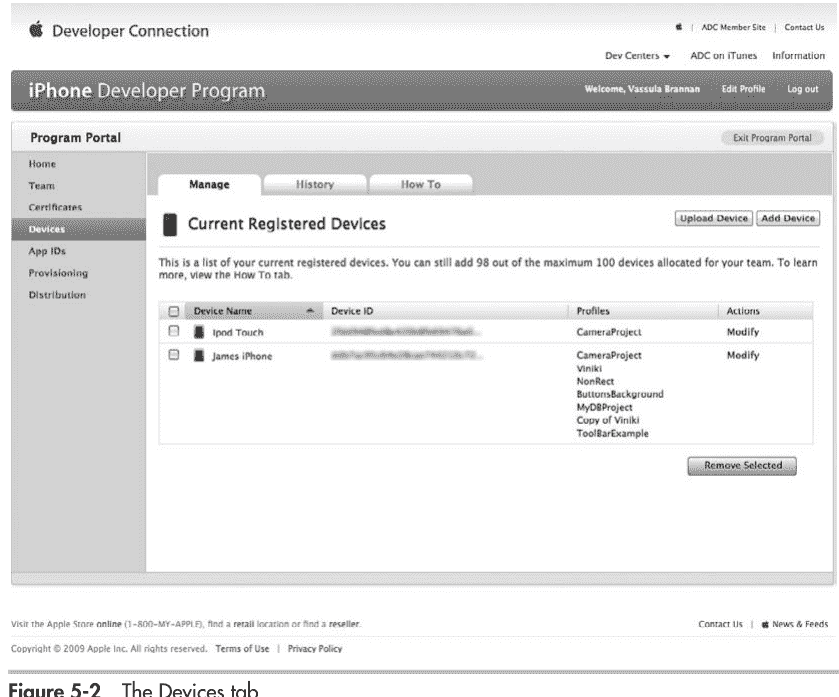 Developer Connection
ADC Member Site | Contact Us
Dev Centers ADC on iTunes Information
iPhone Developer Program
Welcome, Vassula Brannan Edit Profile Log out
Program Portal
Exit Program Portal
Home
Team
Certificates
Devices
App IDs
Provisioning
Distribution
Manage History How To
Current Registered Devices
Upload Device Add Device
This is a list of your current registered devices. You can still add 98 out of the maximum 100 devices allocated for your team. To learn
more, view the How To tab.
Device Name Device ID Profiles Actions
Ipod Touch CameraProject Modify
James iPhone CameraProject Modify
Viniki
NonRect
ButtonsBackground
MyDBProject
Copy of Viniki
ToolBarExample
Remove Selected
Visit the Apple Store online (1-800-MY-APPLE), find a retail location or find a reseller.
Contact Us | News & Feeds
Copyright © 2009 Apple Inc. All rights reserved. Terms of Use | Privacy Policy
Figure 5-2 The Devices tab